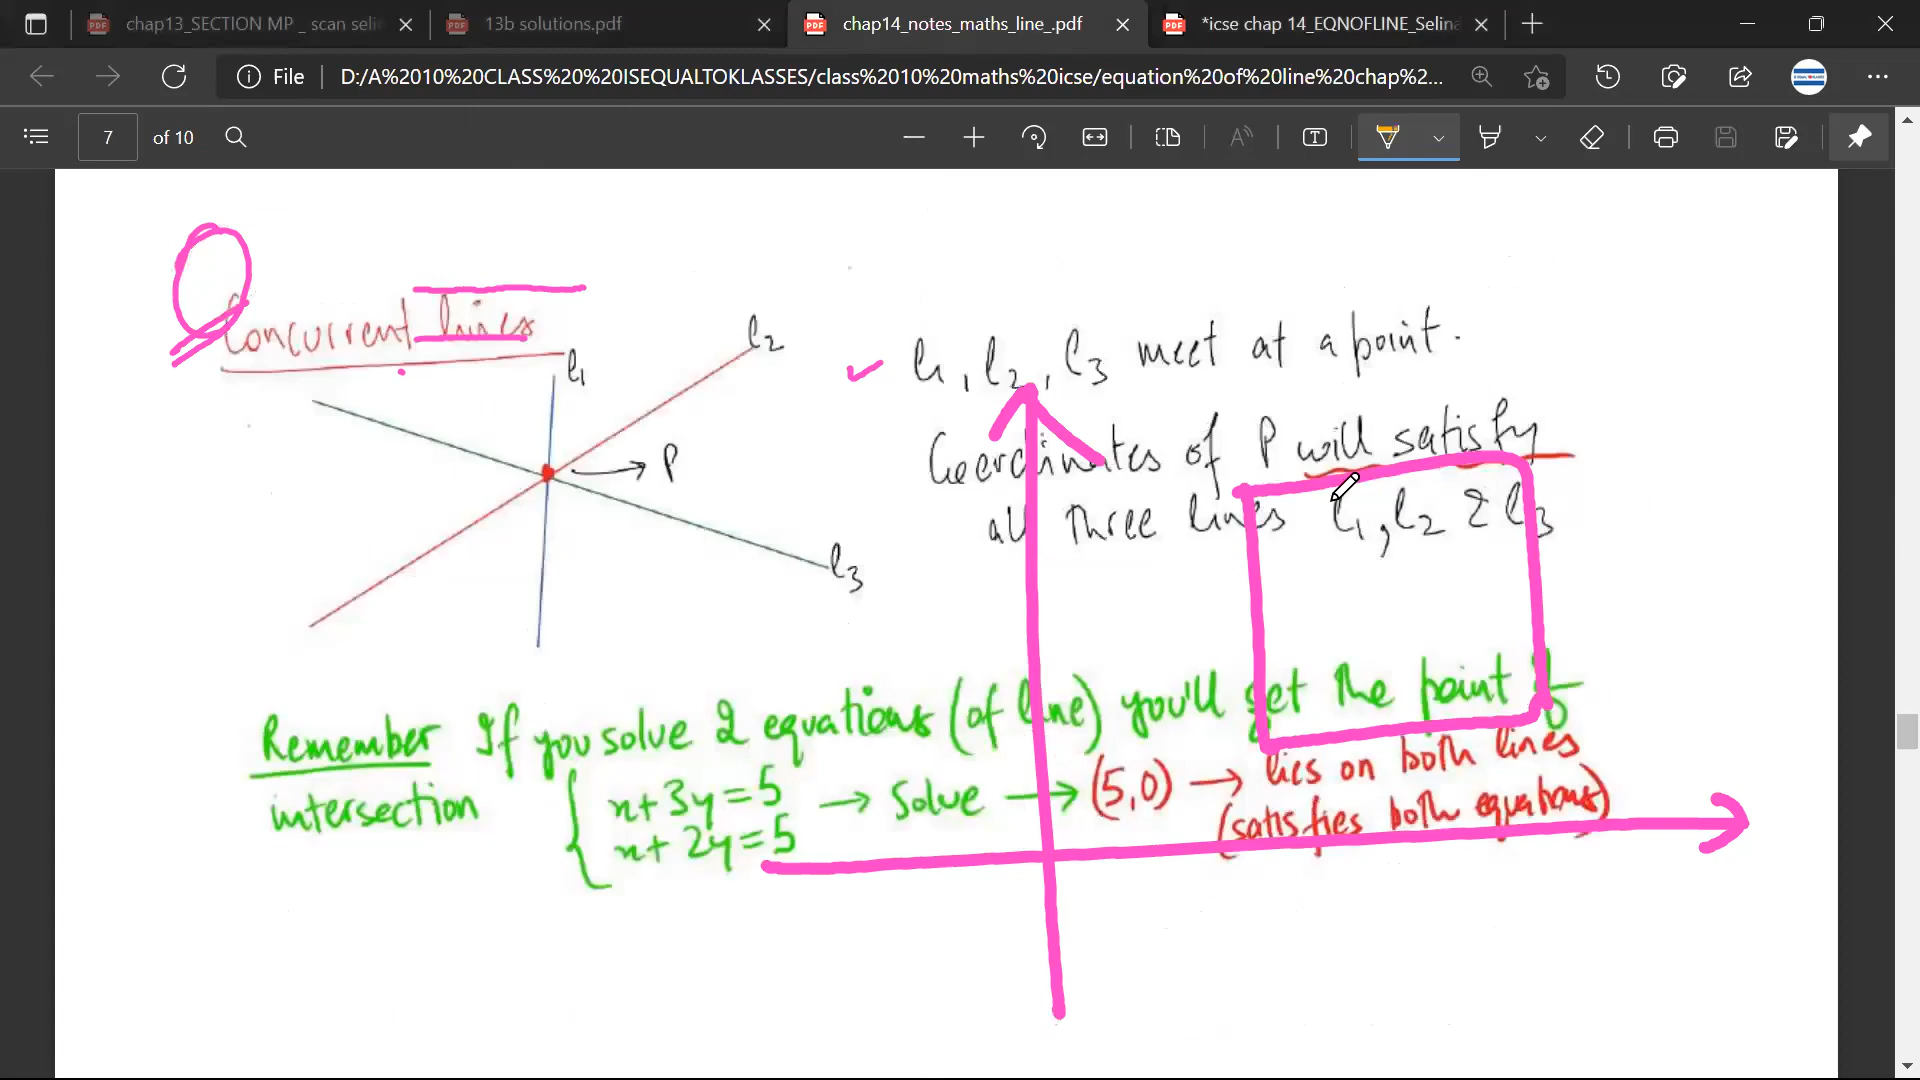 chap13_SECTION MP _ scan seli
13b solutions.pdf
chap14_notes_maths_line_.pdf
*icse chap 14_EQNOFLINE_Selina
File
D:/A%2010%20CLASS%20%20ISEQUALTOKLASSES/class%2010%20maths%20icse/equation%20of%20line%20chap%2...
7 of 10
Concurrent lines
l1
l2
P
l3
l1, l2, l3 meet at a point.
Coordinates of P will satisfy
all three lines l1, l2 & l3
Remember If you solve 2 equations (of line) you'll get the point of
intersection
x+3y=5
x+2y=5
→ Solve → (5,0) → lies on both lines
(satisfies both equations)